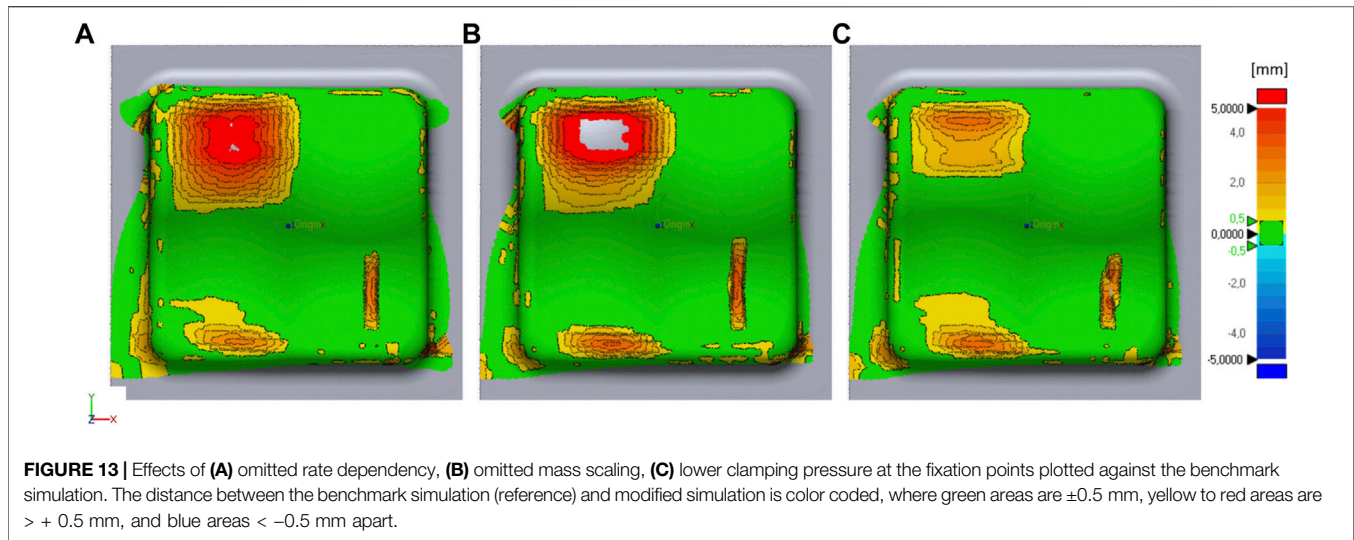 A
B
C
[mm]
5,0000
4,0
2,0
0,5
0,0000
-0,5
-2,0
-4,0
-5,0000
zOriginx
zOriginx
zOriginx
Y
Z
X
FIGURE 13 | Effects of (A) omitted rate dependency, (B) omitted mass scaling, (C) lower clamping pressure at the fixation points plotted against the benchmark
simulation. The distance between the benchmark simulation (reference) and modified simulation is color coded, where green areas are ±0.5 mm, yellow to red areas are
> + 0.5 mm, and blue areas < −0.5 mm apart.